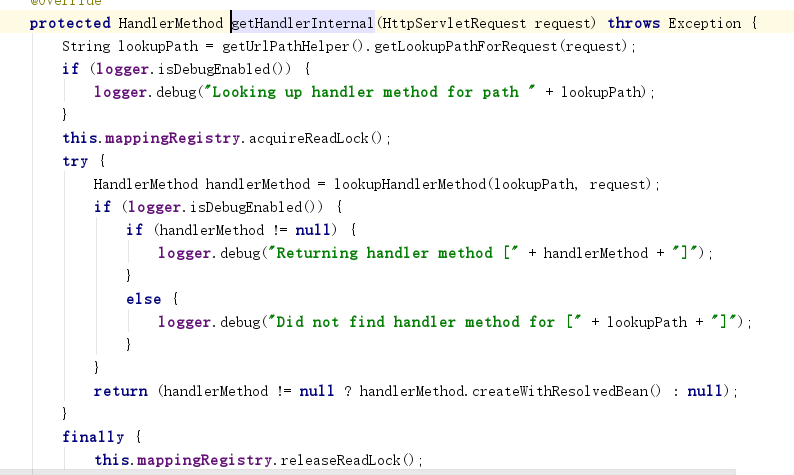 @Override
protected HandlerMethod getHandlerInternal(HttpServletRequest request) throws Exception {
    String lookupPath = getUrlPathHelper().getLookupPathForRequest(request);
    if (logger.isDebugEnabled()) {
        logger.debug("Looking up handler method for path " + lookupPath);
    }
    this.mappingRegistry.acquireReadLock();
    try {
        HandlerMethod handlerMethod = lookupHandlerMethod(lookupPath, request);
        if (logger.isDebugEnabled()) {
            if (handlerMethod != null) {
                logger.debug("Returning handler method [" + handlerMethod + "]");
            }
            else {
                logger.debug("Did not find handler method for [" + lookupPath + "]");
            }
        }
        return (handlerMethod != null ? handlerMethod.createWithResolvedBean() : null);
    }
    finally {
        this.mappingRegistry.releaseReadLock();